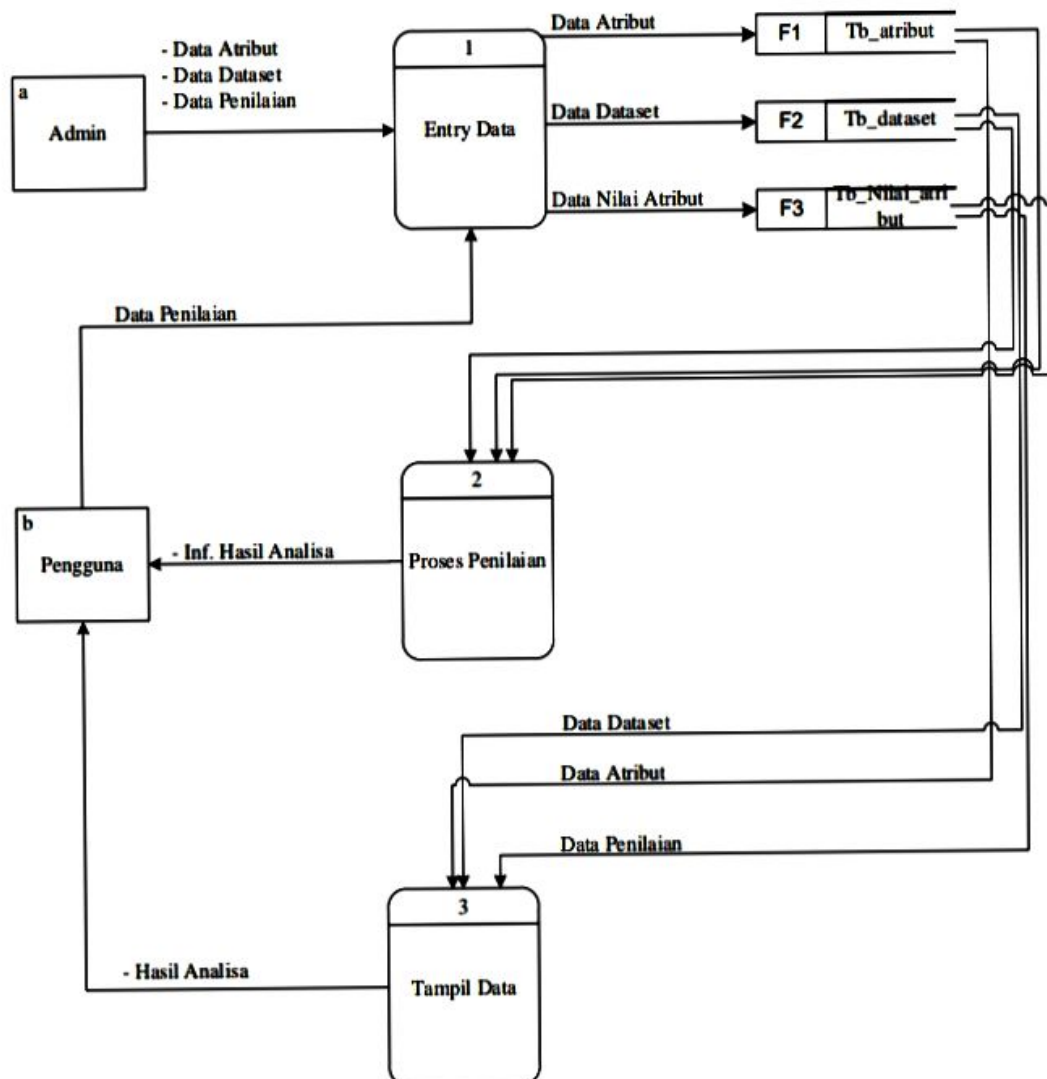 a
Admin
- Data Atribut
- Data Dataset
- Data Penilaian
1
Entry Data
Data Atribut
F1 Tb_atribut
Data Dataset
F2 Tb_dataset
Data Nilai Atribut
F3 Tb_Nilai_atri
but
Data Penilaian
2
Proses Penilaian
b
Pengguna
- Inf. Hasil Analisa
Data Dataset
Data Atribut
Data Penilaian
3
Tampil Data
- Hasil Analisa